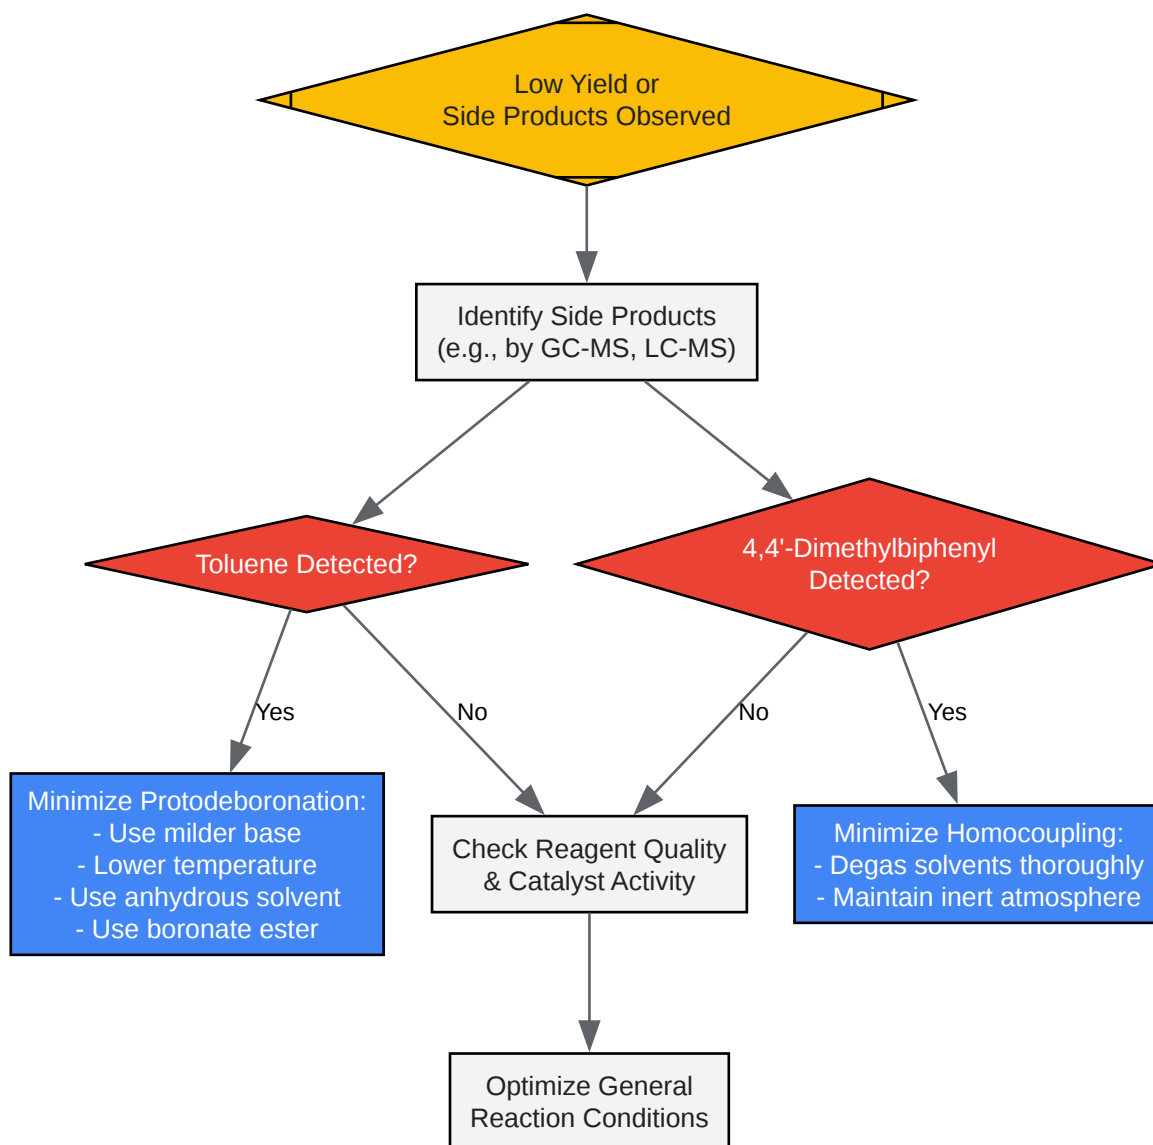 Low Yield or
Side Products Observed
Identify Side Products
(e.g., by GC-MS, LC-MS)
Toluene Detected?
4,4'-Dimethylbiphenyl
Detected?
Yes
No
No
Yes
Minimize Protodeboronation:
- Use milder base
- Lower temperature
- Use anhydrous solvent
- Use boronate ester
Check Reagent Quality
& Catalyst Activity
Minimize Homocoupling:
- Degas solvents thoroughly
- Maintain inert atmosphere
Optimize General
Reaction Conditions